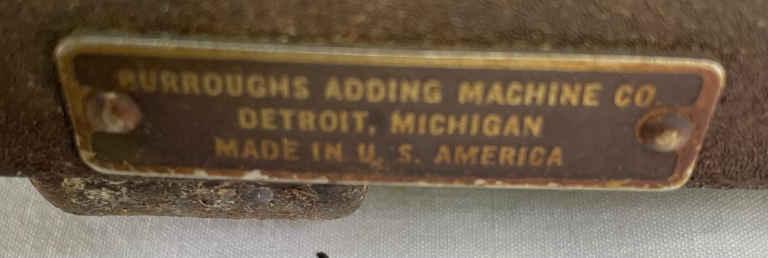 BURROUGHS ADDING MACHINE CO.
DETROIT, MICHIGAN
MADE IN U. S. AMERICA